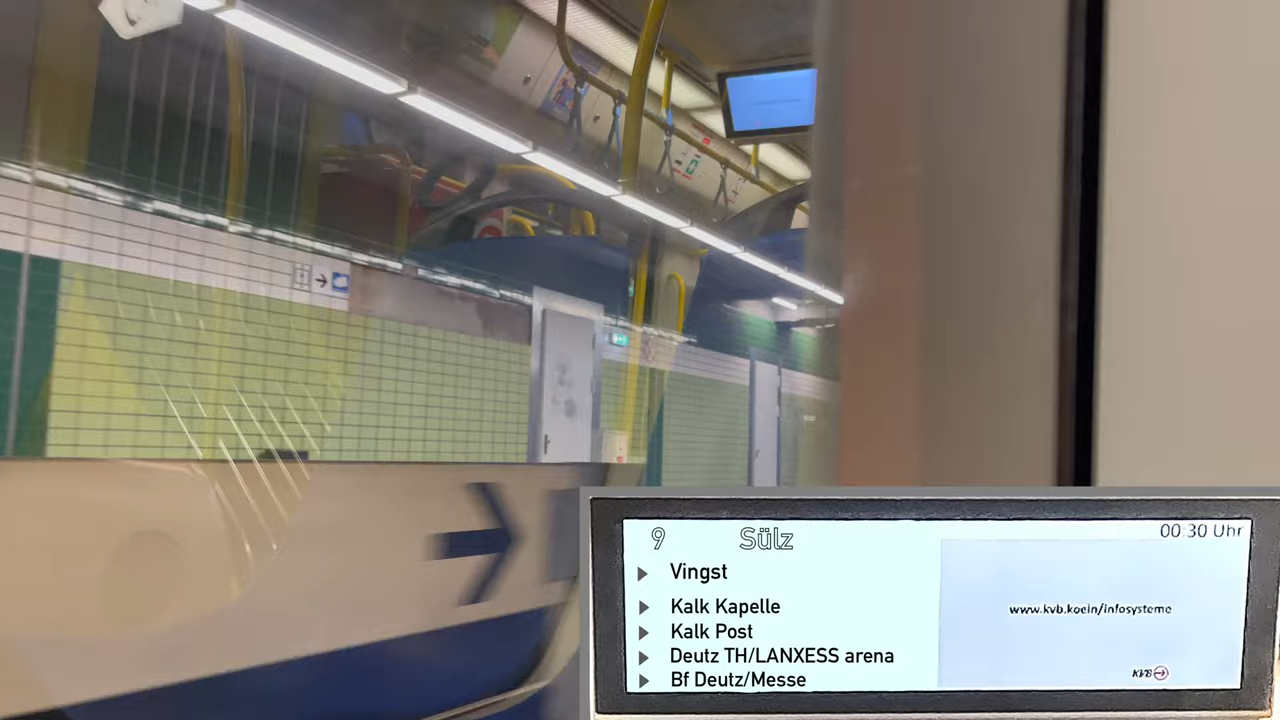 9 Sülz
00:30 Uhr
Vingst
Kalk Kapelle
Kalk Post
Deutz TH/LANXESS arena
Bf Deutz/Messe
www.kvb.koeln/infosysteme
KVB